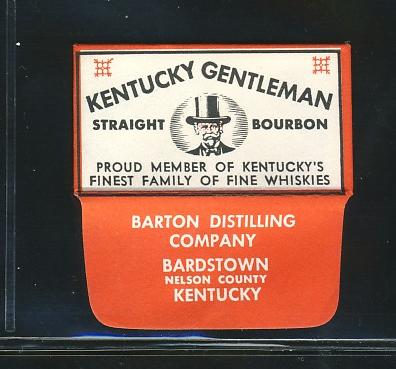 KENTUCKY GENTLEMAN
STRAIGHT BOURBON
PROUD MEMBER OF KENTUCKY'S
FINEST FAMILY OF FINE WHISKIES
BARTON DISTILLING
COMPANY
BARDSTOWN
NELSON COUNTY
KENTUCKY